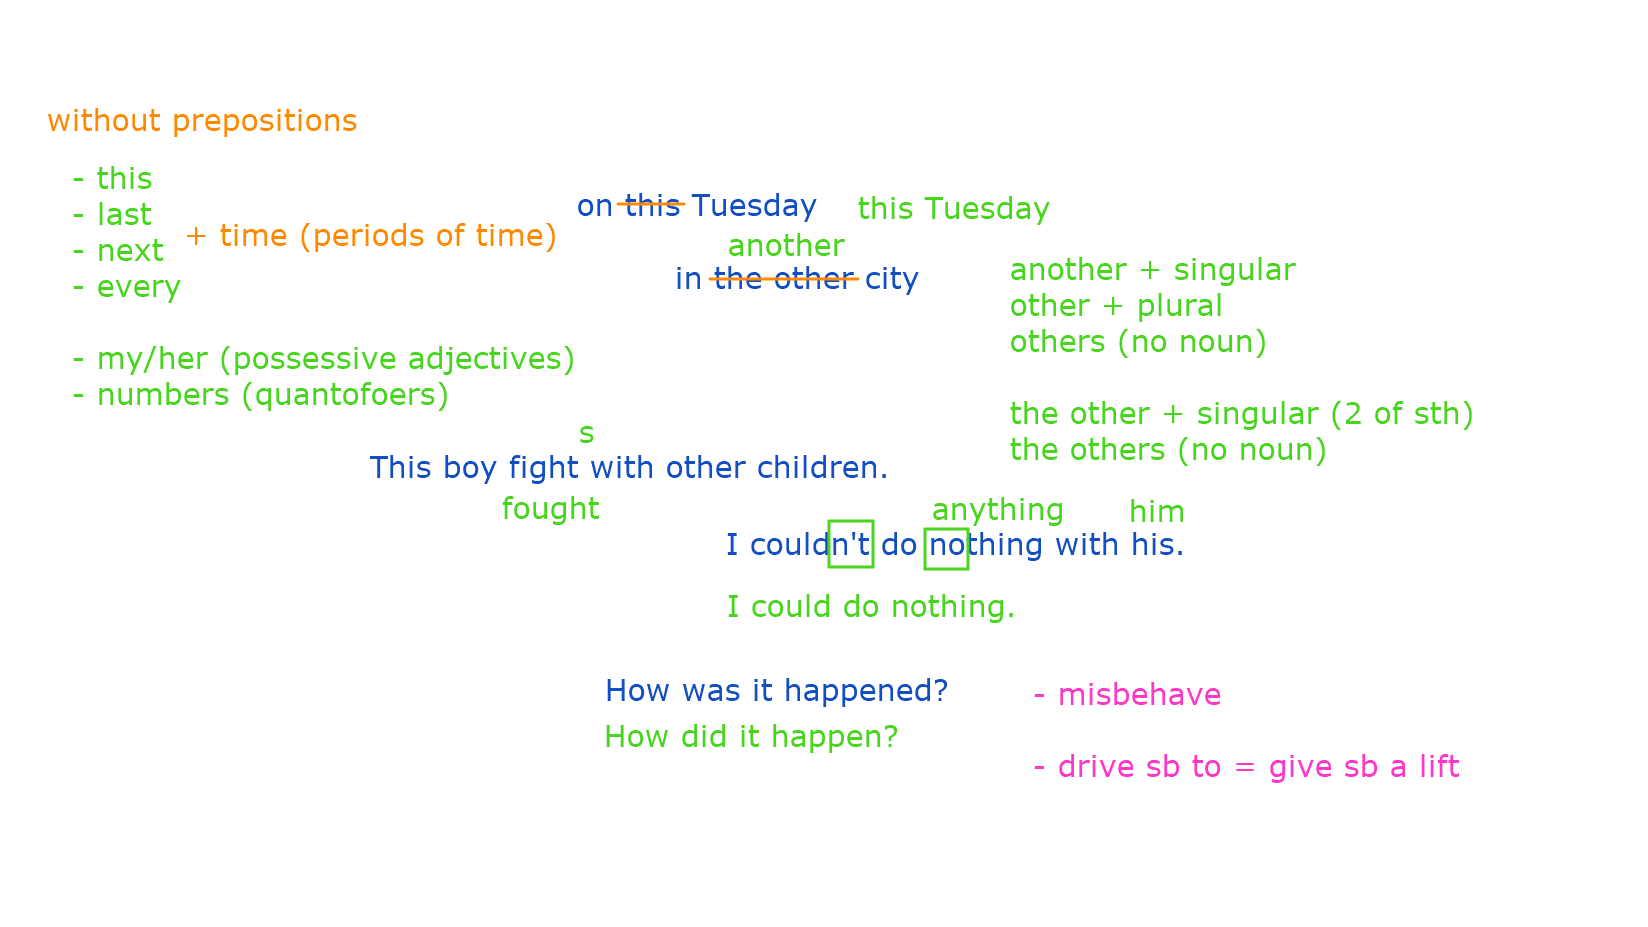 without prepositions
- this
- last
- next
- every
+ time (periods of time)
- my/her (possessive adjectives)
- numbers (quantofoers)
on this Tuesday
this Tuesday
another
in the other city
another + singular
other + plural
others (no noun)
the other + singular (2 of sth)
the others (no noun)
s
This boy fight with other children.
fought
anything
him
I couldn't do nothing with his.
I could do nothing.
How was it happened?
How did it happen?
- misbehave
- drive sb to = give sb a lift